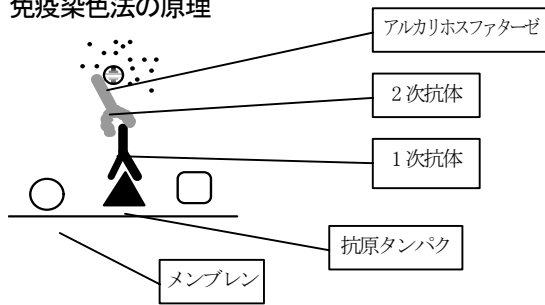 免疫染色法の原理
アルカリホスファターゼ
2次抗体
1次抗体
抗原タンパク
メンブレン